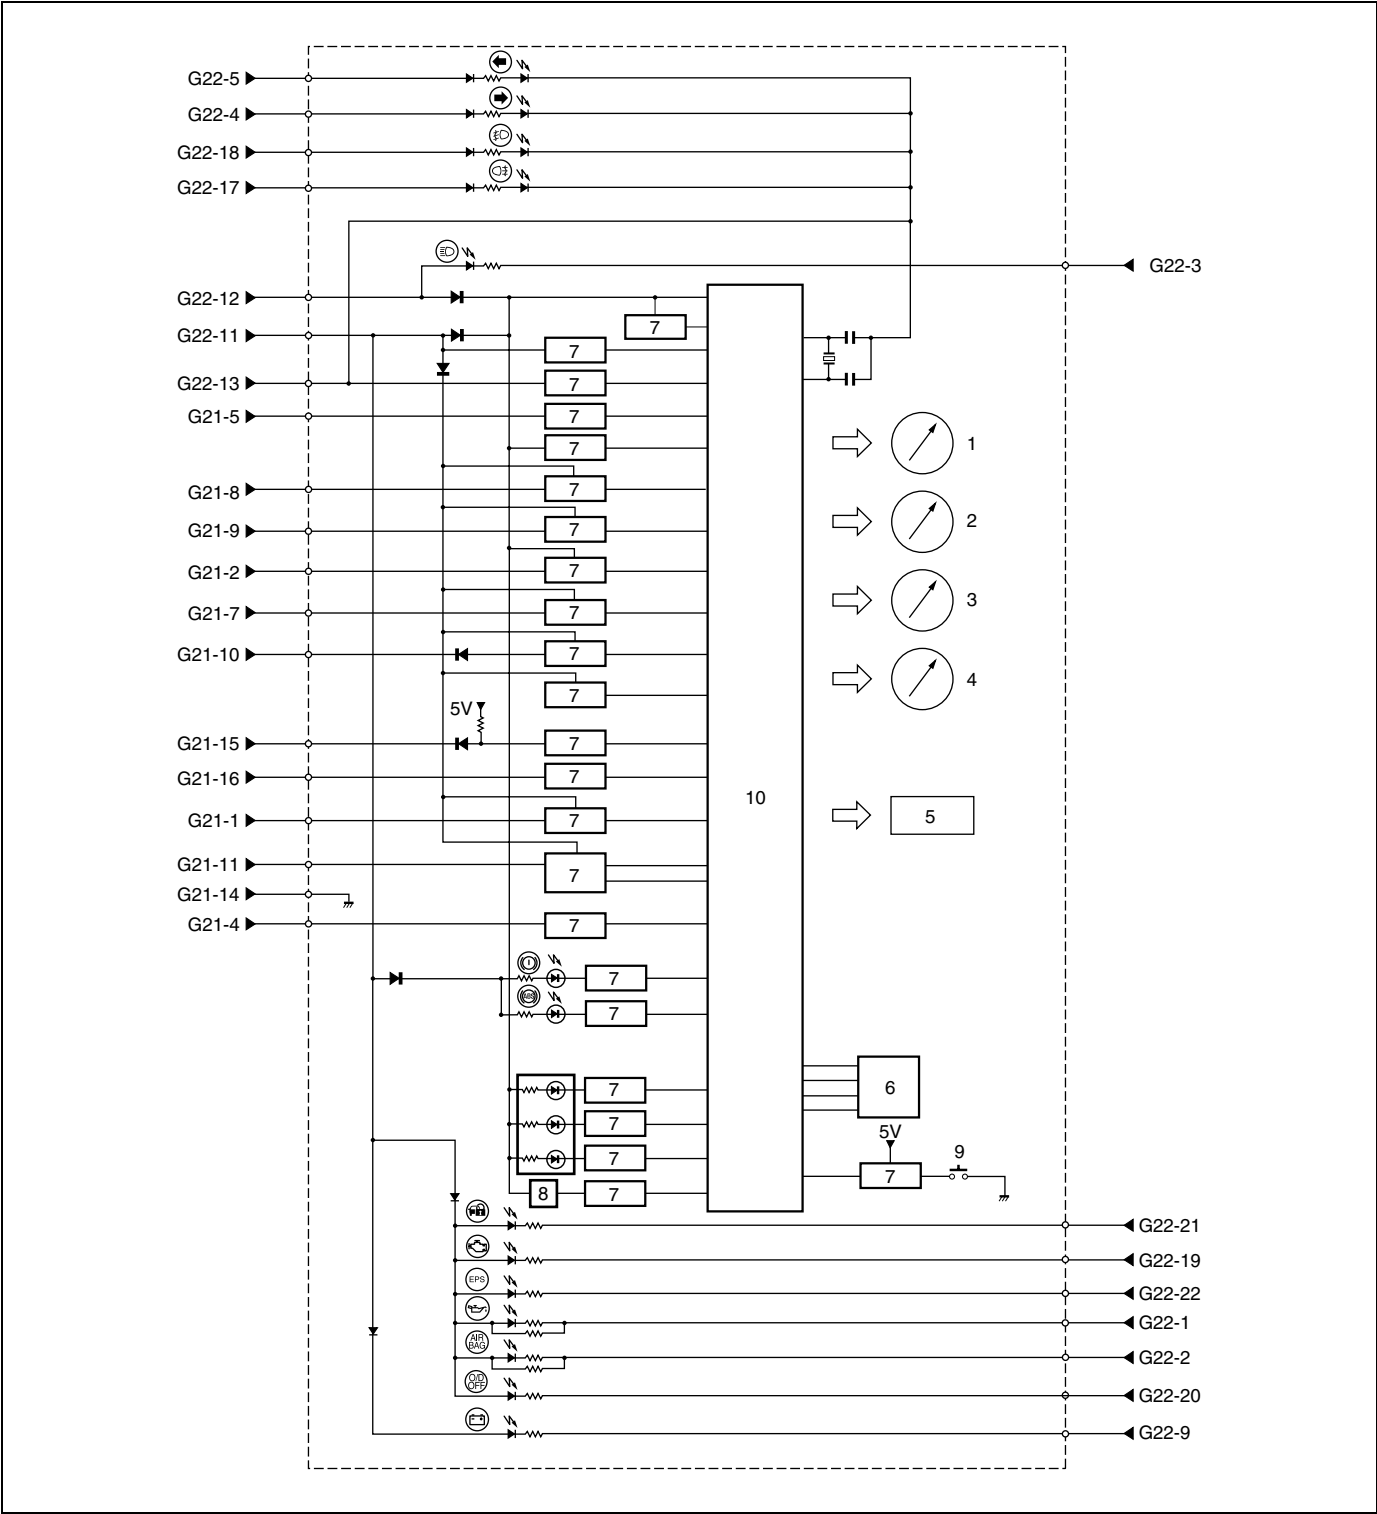 G22-5
G22-4
G22-18
G22-17
G22-3
G22-12
7
G22-11
7
G22-13
7
G21-5
7
7
1
G21-8
7
G21-9
7
2
G21-2
7
G21-7
7
3
G21-10
7
7
4
5V
G21-15
7
G21-16
7
10
G21-1
7
5
G21-11
7
G21-14
G21-4
7
7
ABS
7
7
6
7
5V
7
9
7
8
7
G22-21
G22-19
EPS
G22-22
G22-1
AIR
BAG
G22-2
O/D
OFF
G22-20
G22-9